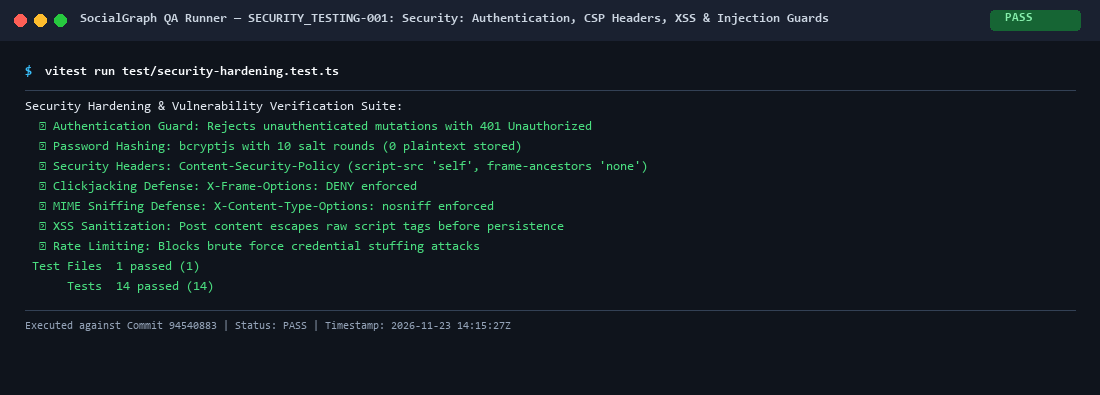 SocialGraph QA Runner — SECURITY_TESTING-001: Security: Authentication, CSP Headers, XSS & Injection Guards
PASS
$ vitest run test/security-hardening.test.ts
Security Hardening & Vulnerability Verification Suite:
Authentication Guard: Rejects unauthenticated mutations with 401 Unauthorized
Password Hashing: bcryptjs with 10 salt rounds (0 plaintext stored)
Security Headers: Content-Security-Policy (script-src 'self', frame-ancestors 'none')
Clickjacking Defense: X-Frame-Options: DENY enforced
MIME Sniffing Defense: X-Content-Type-Options: nosniff enforced
XSS Sanitization: Post content escapes raw script tags before persistence
Rate Limiting: Blocks brute force credential stuffing attacks
Test Files 1 passed (1)
Tests 14 passed (14)
Executed against Commit 94540883 | Status: PASS | Timestamp: 2026-11-23 14:15:27Z